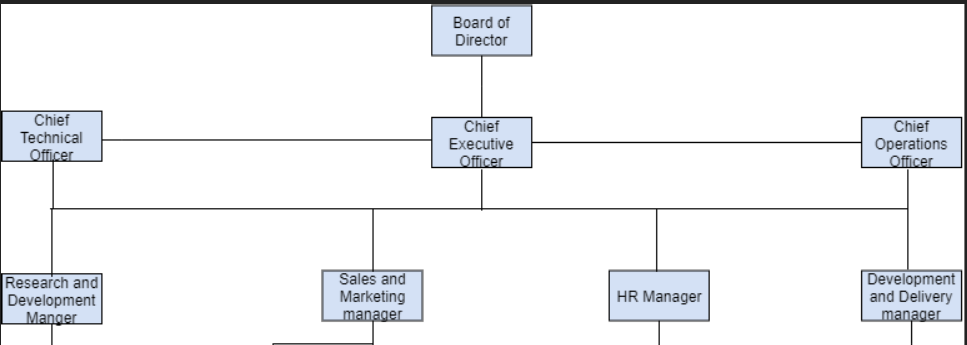 Board of
Director
Chief
Technical
Officer
Chief
Executive
Officer
Chief
Operations
Officer
Research and
Development
Manger
Sales and
Marketing
manager
HR Manager
Development
and Delivery
manager